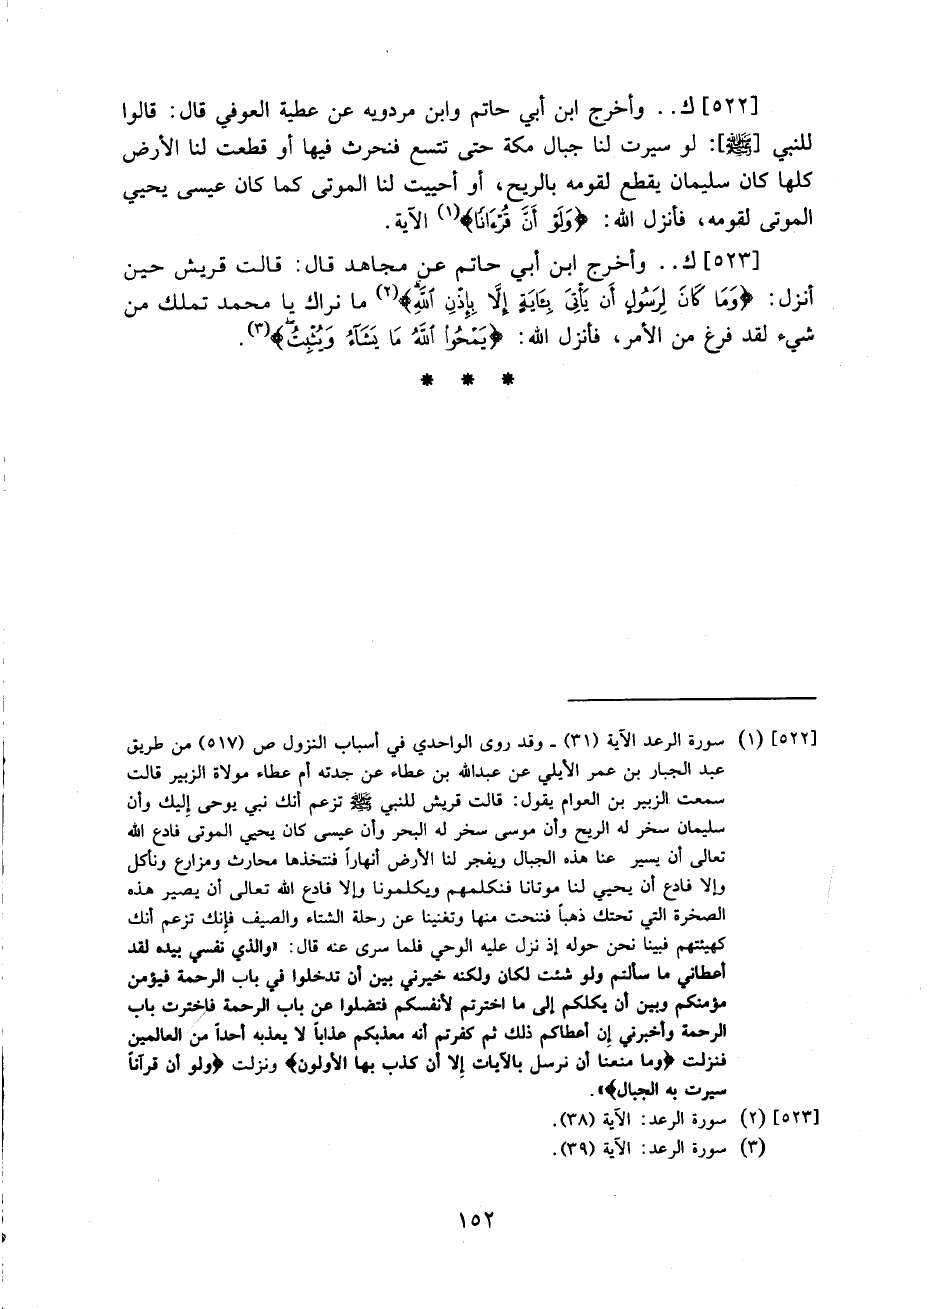 [٥٢٢] ك.. وأخرج ابن أبي حاتم وابن مردويه عن عطية العوفي قال: قالوا
للنبي [ﷺ]: لو سيرت لنا جبال مكة حتى تتسع فنحرث فيها أو قطعت لنا الأرض
كلها كان سليمان يقطع لقومه بالريح، أو أحييت لنا الموتى كما كان عيسى يحيي
الموتى لقومه، فأنزل الله: ﴿وَلَوْ أَنَّ قُرْءَانًا﴾(١) الآية.
[٥٢٣] ك.. وأخرج ابن أبي حاتم عن مجاهد قال: قالت قريش حين
أنزل: ﴿وَمَا كَانَ لِرَسُولٍ أَن يَأْتِىَ بِـَٔايَةٍ إِلَّا بِإِذْنِ ٱللَّهِ﴾(٢) ما نراك يا محمد تملك من
شيء لقد فرغ من الأمر، فأنزل الله: ﴿يَمْحُوا۟ ٱللَّهُ مَا يَشَآءُ وَيُثْبِتُ﴾(٣).
* * *
[٥٢٢] (١) سورة الرعد الآية (٣١) ـ وقد روى الواحدي في أسباب النزول ص (٥١٧) من طريق
عبد الجبار بن عمر الأيلي عن عبدالله بن عطاء عن جدته أم عطاء مولاة الزبير قالت
سمعت الزبير بن العوام يقول: قالت قريش للنبي ﷺ تزعم أنك نبي يوحى إليك وأن
سليمان سخر له الريح وأن موسى سخر له البحر وأن عيسى كان يحيي الموتى فادع الله
تعالى أن يسير عنا هذه الجبال ويفجر لنا الأرض أنهاراً فنتخذها محارث ومزارع ونأكل
وإلا فادع أن يحيي لنا موتانا فنكلمهم ويكلمونا وإلا فادع الله تعالى أن يصير هذه
الصخرة التي تحتك ذهباً فننحت منها وتغنينا عن رحلة الشتاء والصيف فإنك تزعم أنك
كهيئتهم فبينا نحن حوله إذ نزل عليه الوحي فلما سرى عنه قال: «والذي نفسي بيده لقد
أعطاني ما سألتم ولو شئت لكان ولكنه خيرني بين أن تدخلوا في باب الرحمة فيؤمن
مؤمنكم وبين أن يكلكم إلى ما اخترتم لأنفسكم فتضلوا عن باب الرحمة فاخترت باب
الرحمة وأخبرني إن أعطاكم ذلك ثم كفرتم أنه معذبكم عذاباً لا يعذبه أحداً من العالمين
فنزلت ﴿وما منعنا أن نرسل بالآيات إلا أن كذب بها الأولون﴾ ونزلت ﴿ولو أن قرآناً
سيرت به الجبال﴾».
[٥٢٣] (٢) سورة الرعد: الآية (٣٨).
(٣) سورة الرعد: الآية (٣٩).
١٥٢